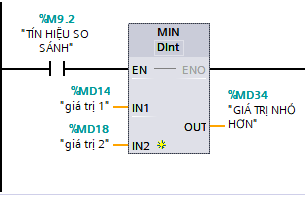 %M9.2
"TÍN HIỆU SO
SÁNH"
MIN
DInt
EN
ENO
%MD14
"giá trị 1"
IN1
%MD18
"giá trị 2"
IN2
OUT
%MD34
"GIÁ TRỊ NHỎ
HƠN"